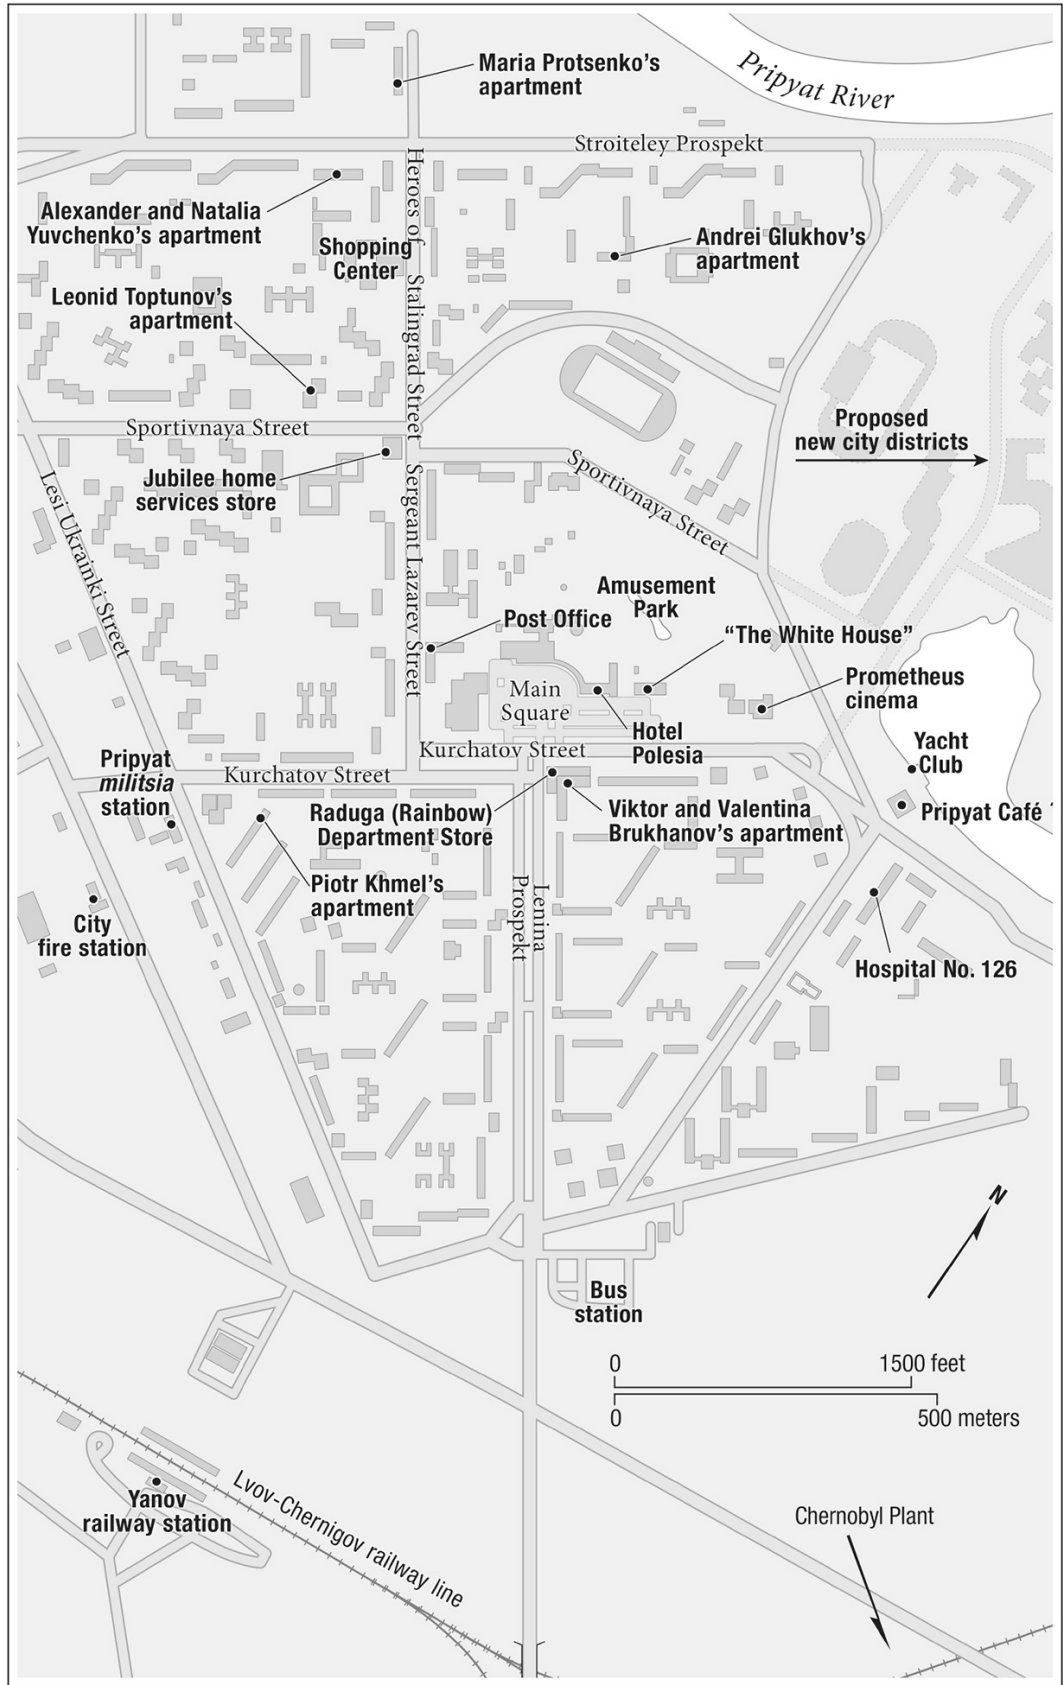 Maria Protsenko’s
apartment
Pripyat River
Stroiteley Prospekt
Heroes of Stalingrad Street
Alexander and Natalia
Yuvchenko’s apartment
Shopping
Center
Andrei Glukhov’s
apartment
Leonid Toptunov’s
apartment
Proposed
new city districts
Sportivnaya Street
Jubilee home
services store
Sportivnaya Street
Lesi Ukrainki Street
Sergeant Lazarev Street
Amusement
Park
Post Office
“The White House”
Prometheus
cinema
Main
Square
Hotel
Polesia
Yacht
Club
Kurchatov Street
Kurchatov Street
Pripyat
militsia
station
Raduga (Rainbow)
Department Store
Viktor and Valentina
Brukhanov’s apartment
Pripyat Café
Piotr Khmel’s
apartment
Lenina
Prospekt
City
fire station
Hospital No. 126
N
Bus
station
0 1500 feet
0 500 meters
Yanov
railway station
Lvov-Chernigov railway line
Chernobyl Plant